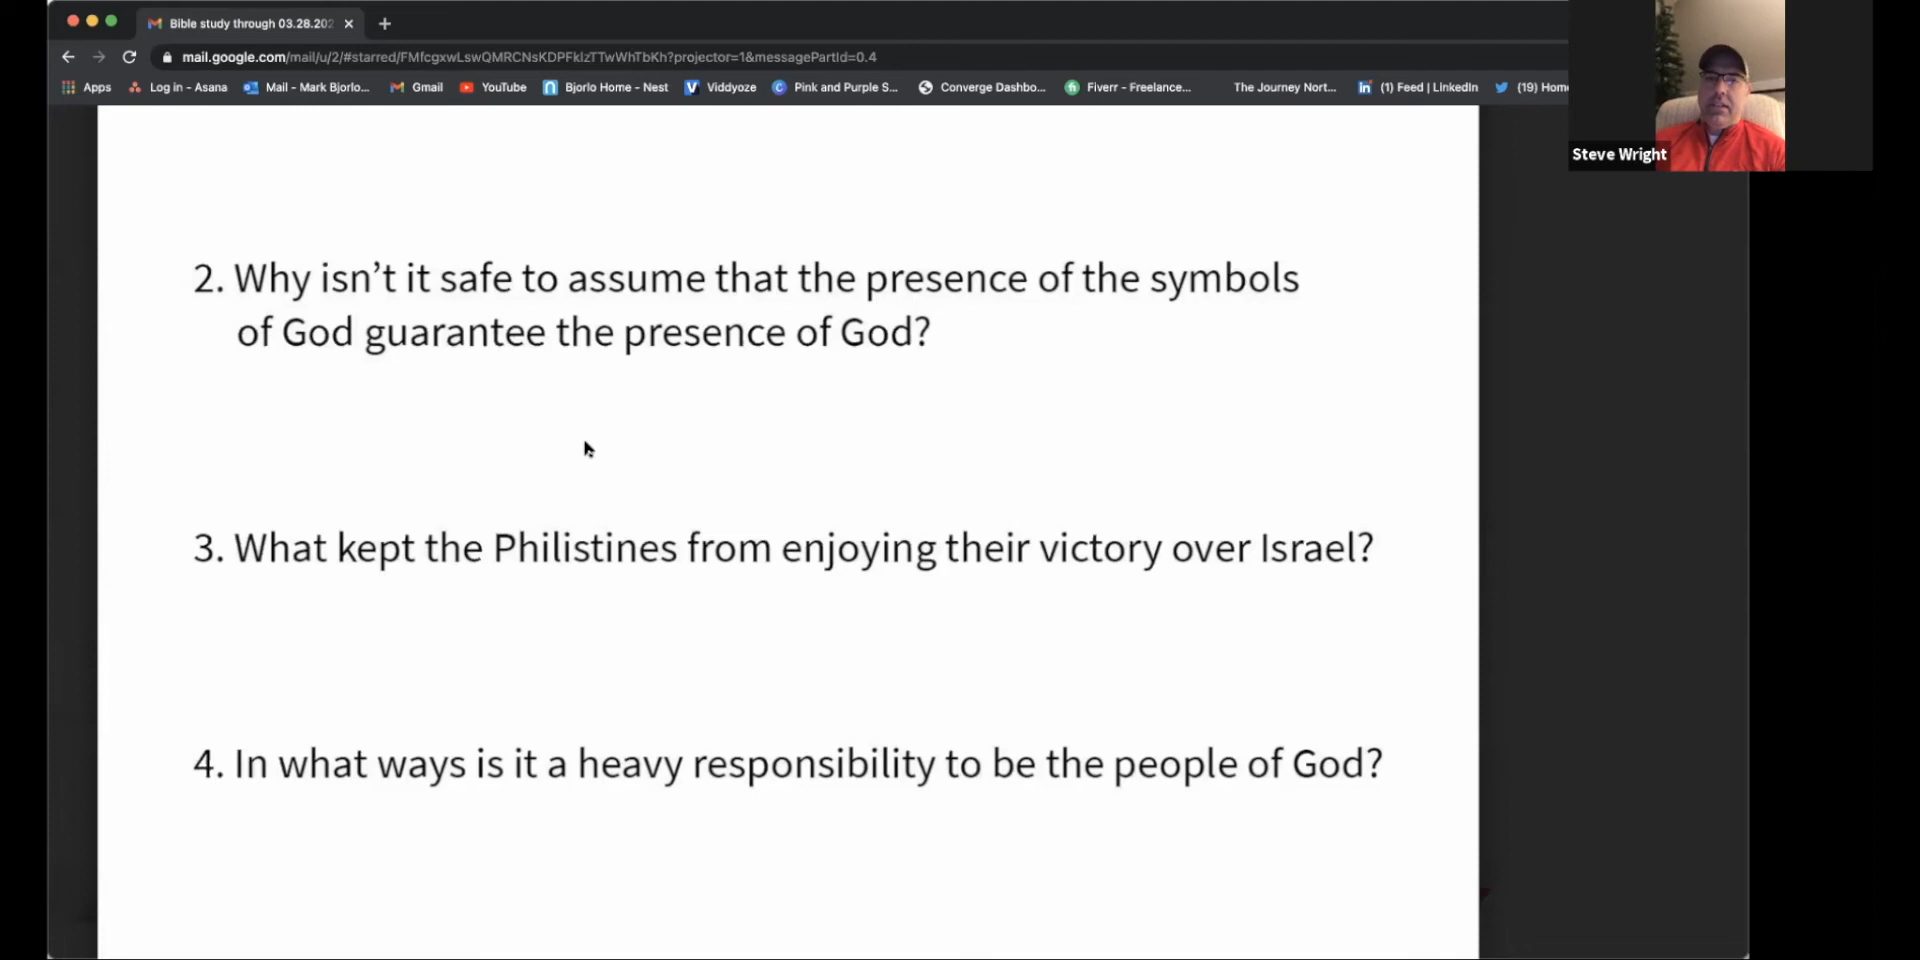 Bible study through 03.28.202
mail.google.com/mail/u/2/#starred/FMfcgxwLswQMRCNsKDPFklzTTwWhTbKh?projector=1&messagePartId=0.4
Apps Log in – Asana Mail – Mark Bjorlo... Gmail YouTube Bjorlo Home – Nest Viddyoze Pink and Purple S... Converge Dashbo... Fiverr – Freelance... The Journey Nort... (1) Feed | LinkedIn (19) Home
Steve Wright
2. Why isn’t it safe to assume that the presence of the symbols
of God guarantee the presence of God?
3. What kept the Philistines from enjoying their victory over Israel?
4. In what ways is it a heavy responsibility to be the people of God?